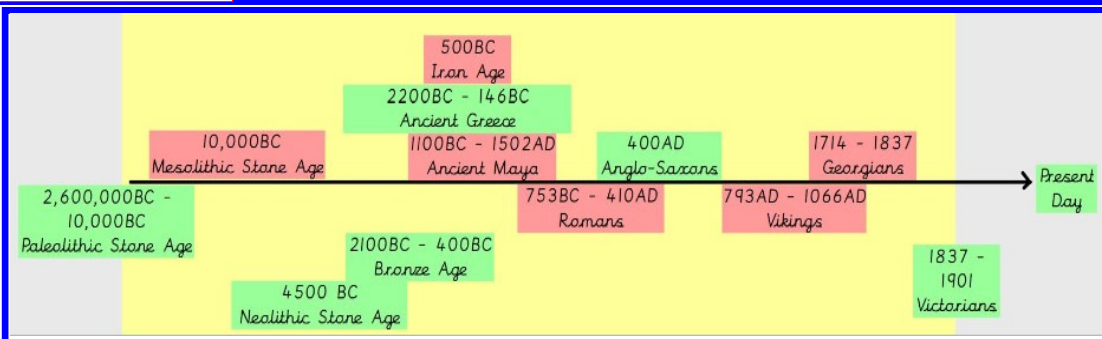 500BC
Iron Age
2200BC - 146BC
Ancient Greece
10,000BC
Mesolithic Stone Age
1100BC - 1502AD
Ancient Maya
400AD
Anglo-Saxons
1714 - 1837
Georgians
Present
Day
2,600,000BC -
10,000BC
Paleolithic Stone Age
753BC - 410AD
Romans
793AD - 1066AD
Vikings
2100BC - 400BC
Bronze Age
1837 -
1901
Victorians
4500 BC
Neolithic Stone Age